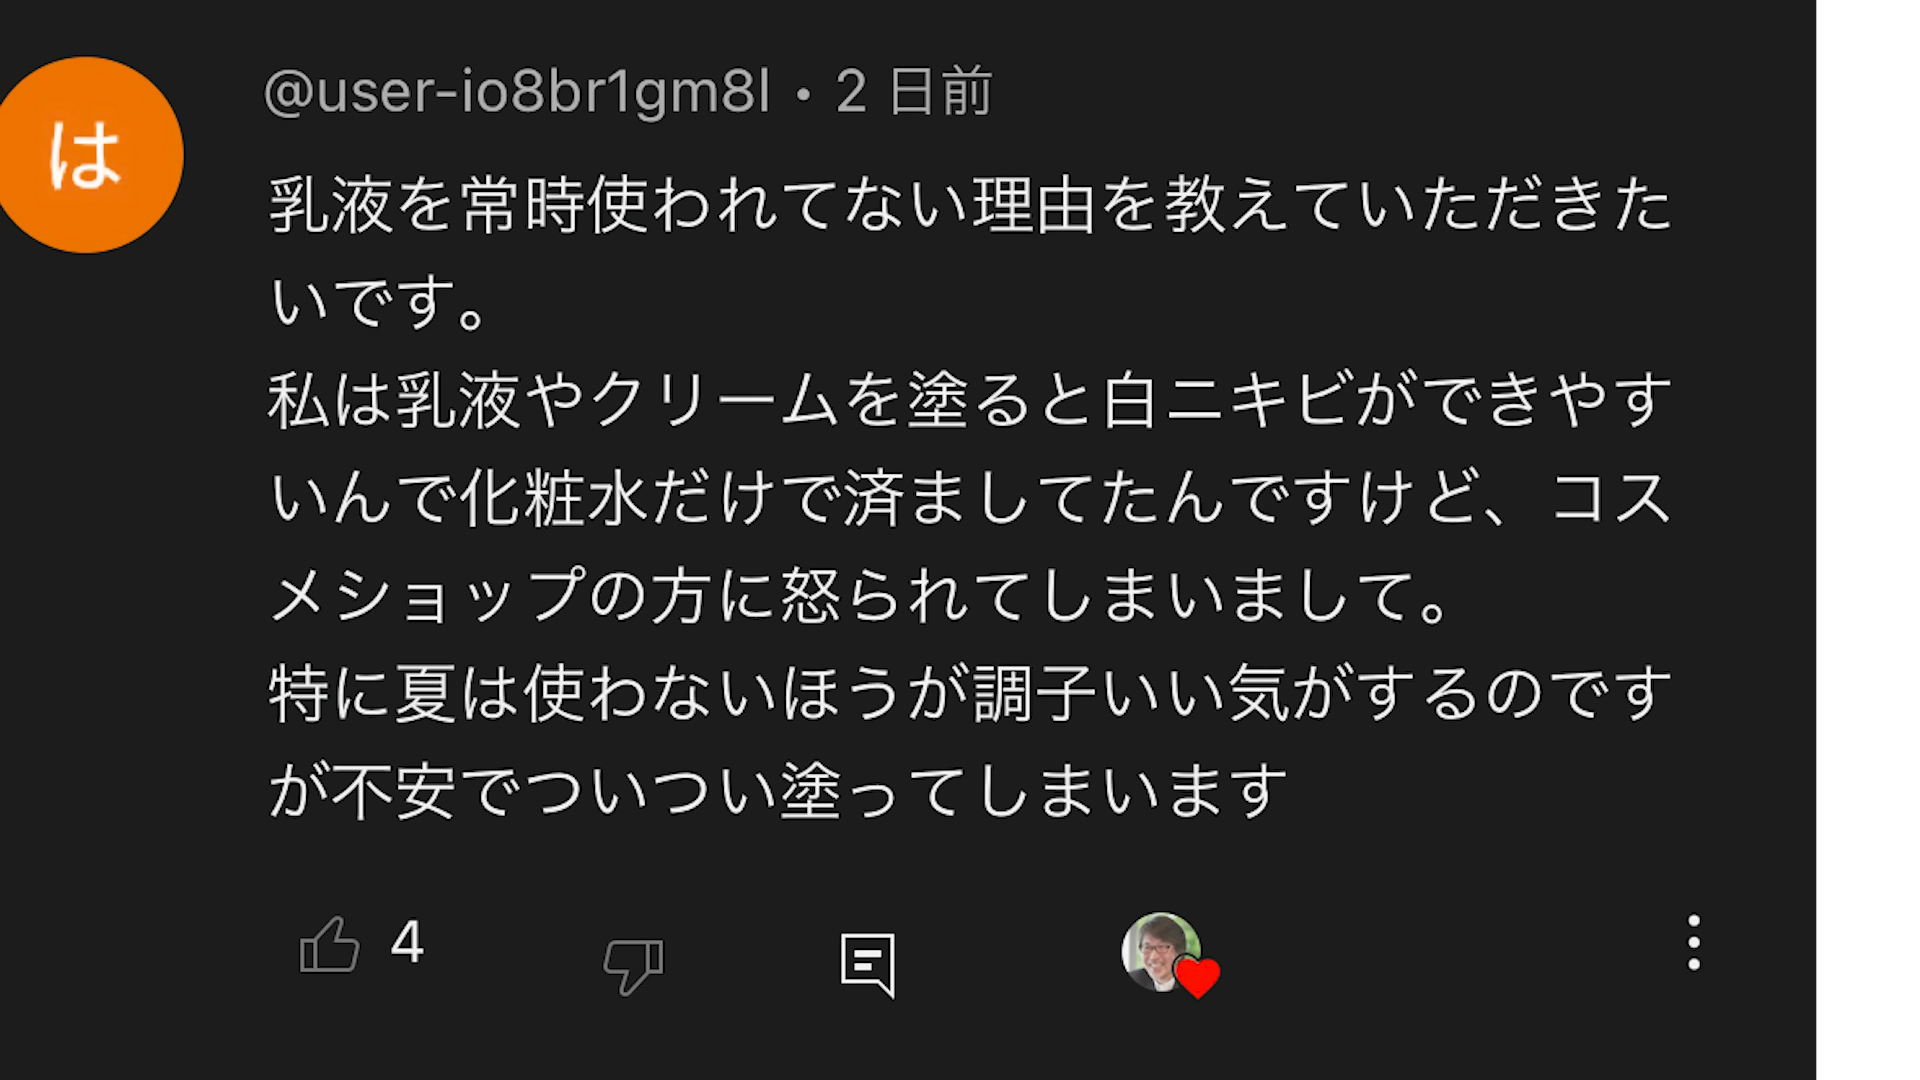 は
@user-io8br1gm8l・2 日前
乳液を常時使われてない理由を教えていただきた
いです。
私は乳液やクリームを塗ると白ニキビができやす
いんで化粧水だけで済ましてたんですけど、コス
メショップの方に怒られてしまいまして。
特に夏は使わないほうが調子いい気がするのです
が不安でついつい塗ってしまいます
4